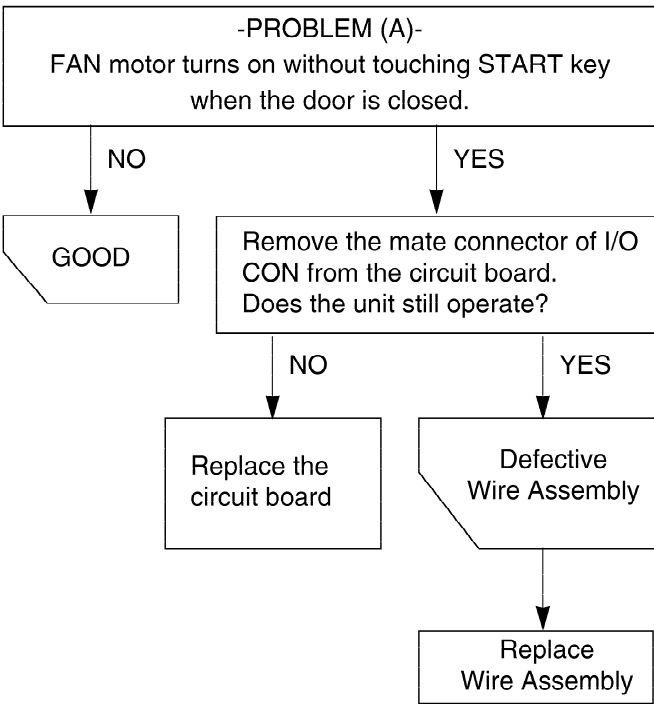 -PROBLEM (A)-
FAN motor turns on without touching START key
when the door is closed.
NO
YES
GOOD
Remove the mate connector of I/O
CON from the circuit board.
Does the unit still operate?
NO
YES
Replace the
circuit board
Defective
Wire Assembly
Replace
Wire Assembly